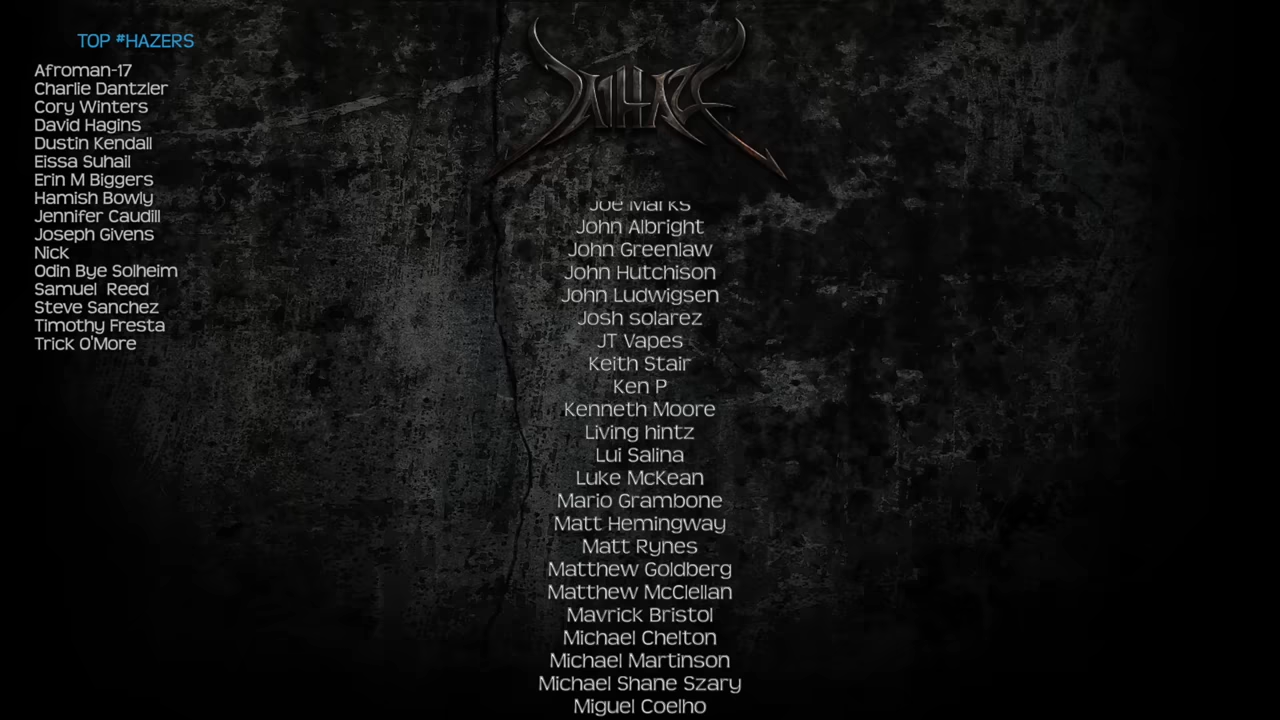 TOP #HAZERS
Afroman-17
Charlie Dantzler
Cory Winters
David Hagins
Dustin Kendall
Eissa Suhail
Erin M Biggers
Hamish Bowly
Jennifer Caudill
Joseph Givens
Nick
Odin Bye Solheim
Samuel  Reed
Steve Sanchez
Timothy Fresta
Trick O'More
Joe Marks
John Albright
John Greenlaw
John Hutchison
John Ludwigsen
Josh solarez
JT Vapes
Keith Stair
Ken P
Kenneth Moore
Living hintz
Lui Salina
Luke McKean
Mario Grambone
Matt Hemingway
Matt Rynes
Matthew Goldberg
Matthew McClellan
Mavrick Bristol
Michael Chelton
Michael Martinson
Michael Shane Szary
Miguel Coelho